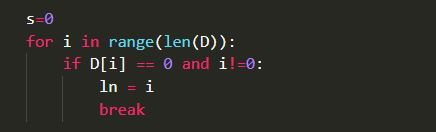 s=0
for i in range(len(D)):
    if D[i] == 0 and i!=0:
        ln = i
        break